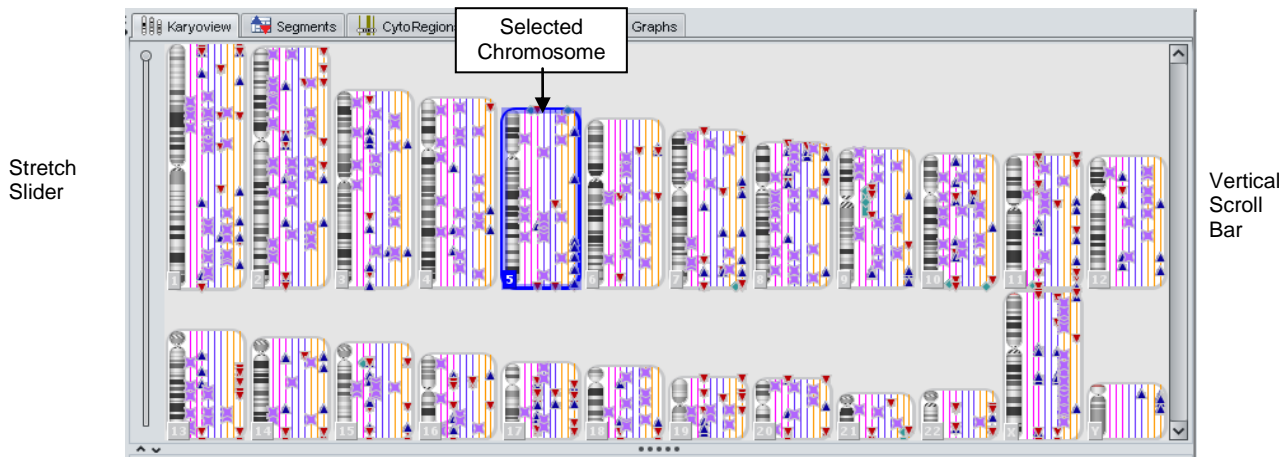 Karyoview Segments CytoRegions Graphs
Selected
Chromosome
Stretch
Slider
Vertical
Scroll
Bar
1 2 3 4 5 6 7 8 9 10 11 12
13 14 15 16 17 18 19 20 21 22 X Y